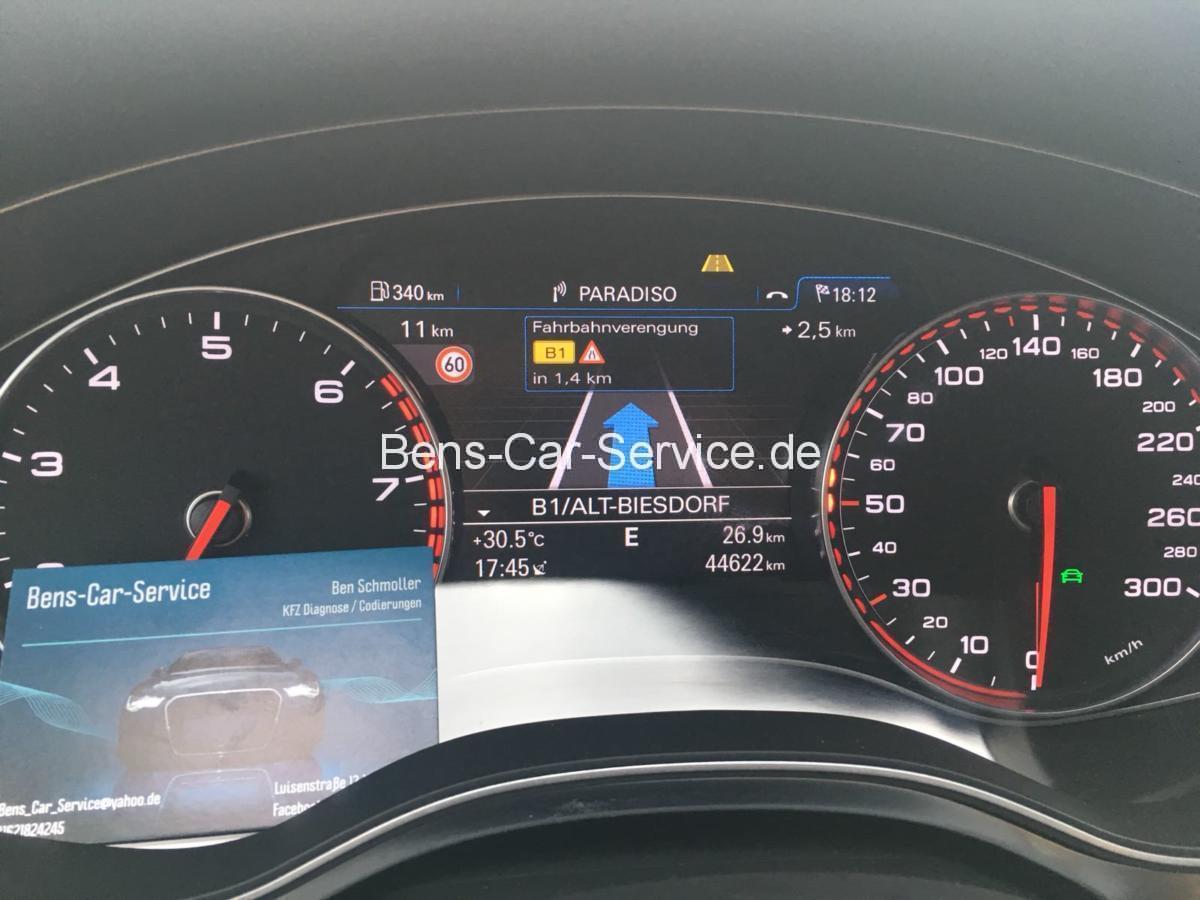 340 km
PARADISO
18:12
11 km
60
Fahrbahnverengung
B1
in 1,4 km
2,5 km
B1/ALT-BIESDORF
+30.5°C
E
26.9 km
17:45
44622 km
3
4
5
6
7
0
10
20
30
40
50
60
70
80
100
120
140
160
180
200
220
240
260
280
300
km/h
Bens-Car-Service.de
Bens-Car-Service
Ben Schmoller
KFZ Diagnose / Codierungen
Luisenstraße
Bens_Car_Service@yahoo.de